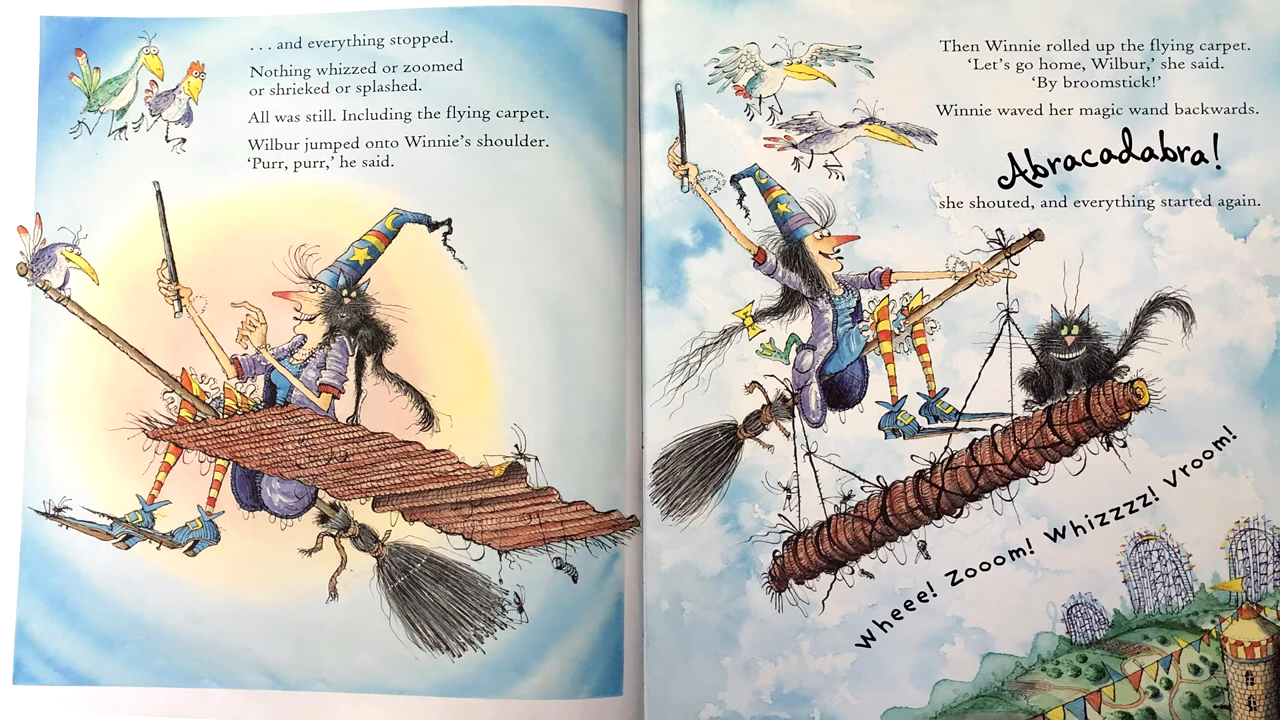 . . . and everything stopped.
Nothing whizzed or zoomed
or shrieked or splashed.
All was still. Including the flying carpet.
Wilbur jumped onto Winnie's shoulder.
‘Purr, purr,’ he said.
Then Winnie rolled up the flying carpet.
‘Let's go home, Wilbur,’ she said.
‘By broomstick!’
Winnie waved her magic wand backwards.
Abracadabra!
she shouted, and everything started again.
Wheee! Zooom! Whizzzz! Vroom!